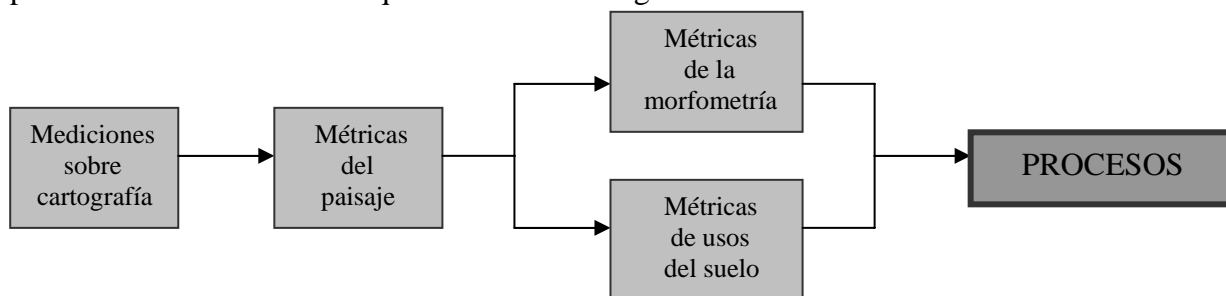 Mediciones
sobre
cartografía
Métricas
del
paisaje
Métricas
de la
morfometría
Métricas
de usos
del suelo
PROCESOS